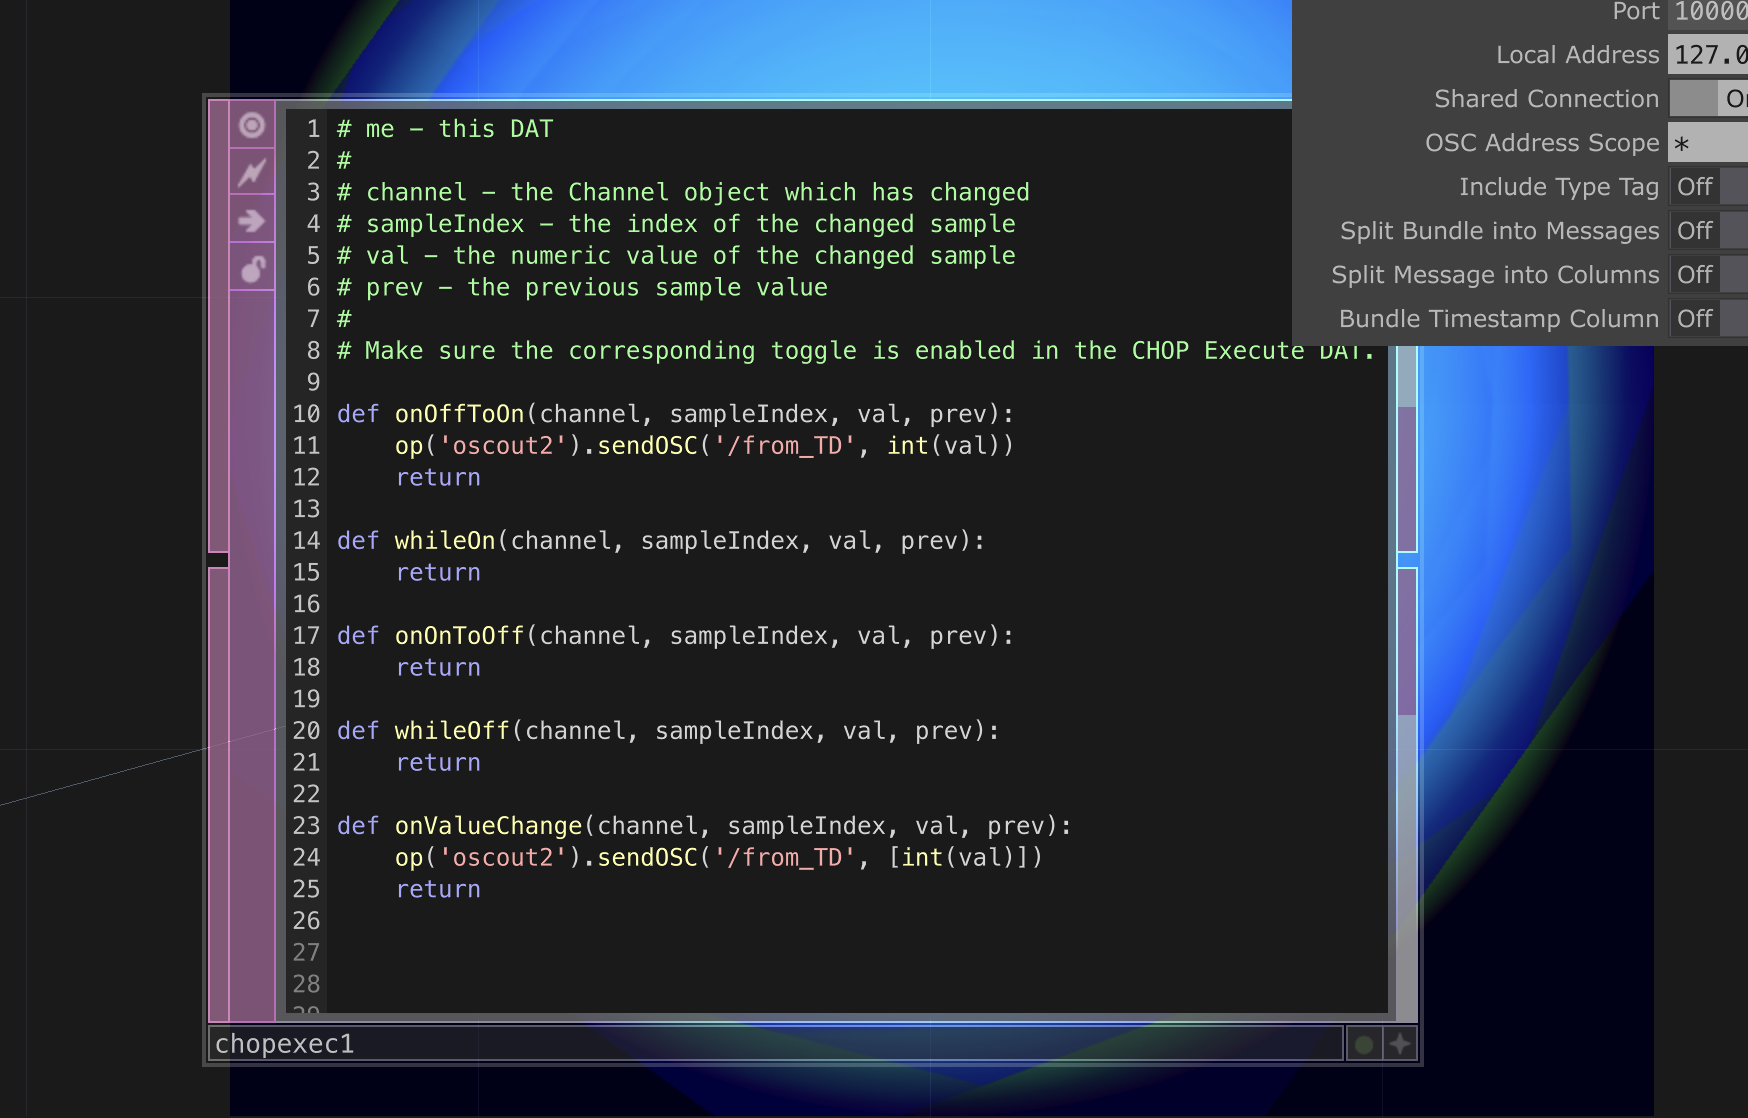 Port 10000
Local Address 127.0
Shared Connection On
OSC Address Scope *
Include Type Tag Off
Split Bundle into Messages Off
Split Message into Columns Off
Bundle Timestamp Column Off
1 # me - this DAT
2 #
3 # channel - the Channel object which has changed
4 # sampleIndex - the index of the changed sample
5 # val - the numeric value of the changed sample
6 # prev - the previous sample value
7 #
8 # Make sure the corresponding toggle is enabled in the CHOP Execute DAT.
9
10 def onOffToOn(channel, sampleIndex, val, prev):
11     op('oscout2').sendOSC('/from_TD', int(val))
12     return
13
14 def whileOn(channel, sampleIndex, val, prev):
15     return
16
17 def onOnToOff(channel, sampleIndex, val, prev):
18     return
19
20 def whileOff(channel, sampleIndex, val, prev):
21     return
22
23 def onValueChange(channel, sampleIndex, val, prev):
24     op('oscout2').sendOSC('/from_TD', [int(val)])
25     return
26
27
28
29
chopexec1